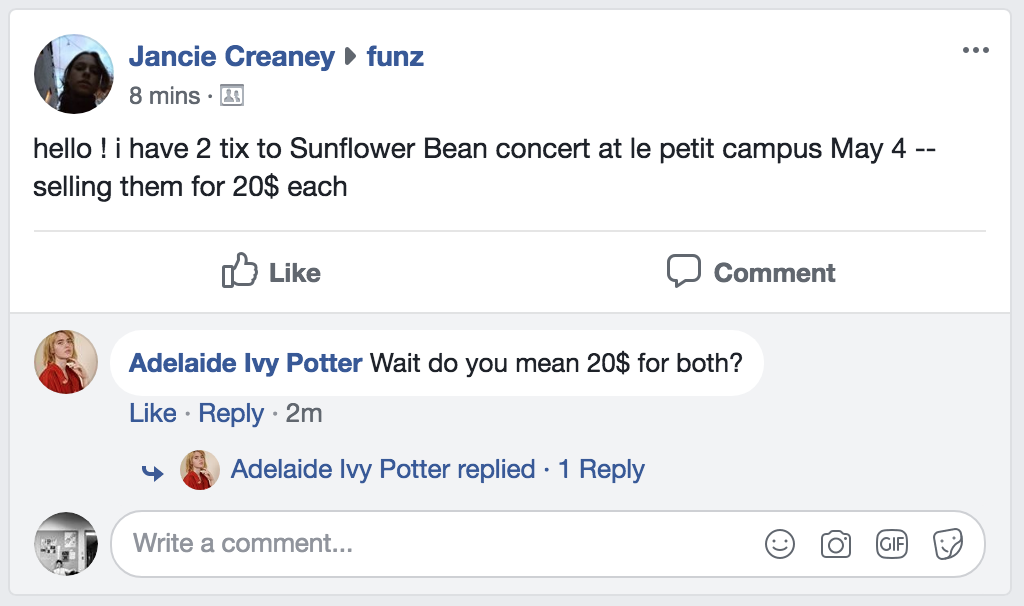 Jancie Creaney ▶ funz
8 mins ·
hello ! i have 2 tix to Sunflower Bean concert at le petit campus May 4 --
selling them for 20$ each
Like Comment
Adelaide Ivy Potter Wait do you mean 20$ for both?
Like · Reply · 2m
Adelaide Ivy Potter replied · 1 Reply
Write a comment... GIF